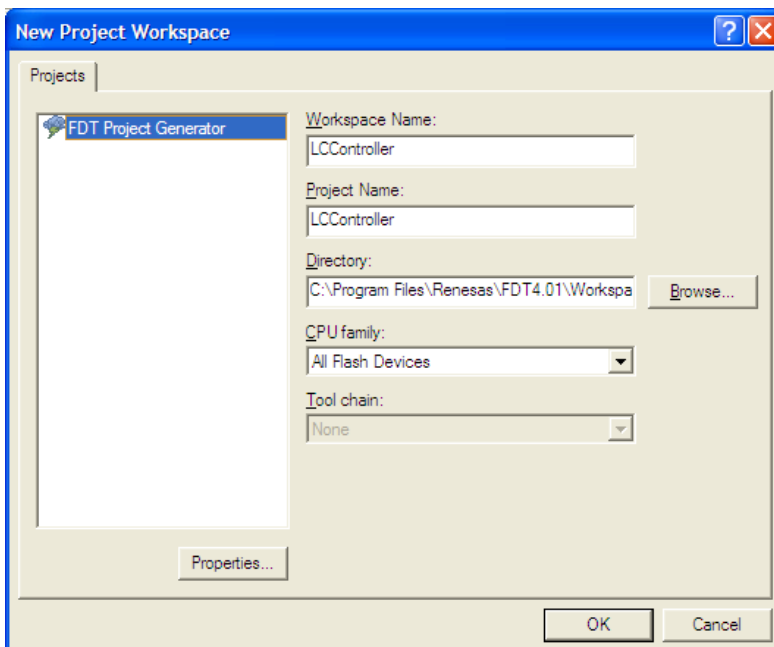 New Project Workspace
Projects
FDT Project Generator
Workspace Name:
LCController
Project Name:
LCController
Directory:
C:\Program Files\Renesas\FDT4.01\Workspa
Browse...
CPU family:
All Flash Devices
Tool chain:
None
Properties...
OK
Cancel